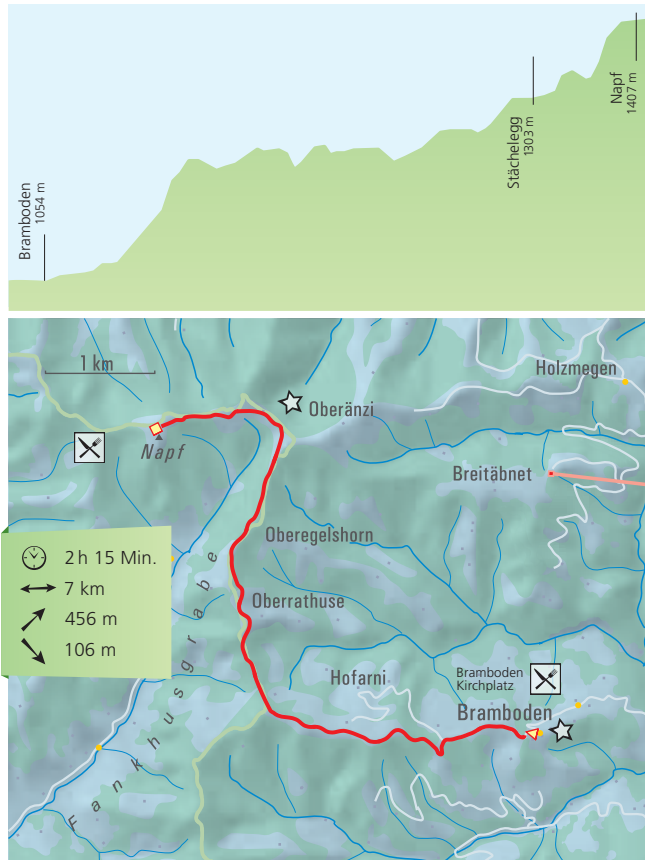 Bramboden
1054 m
Stächelegg
1303 m
Napf
1407 m
1 km
Holzmegen
Oberänzi
Napf
Breitäbnet
Oberegelshorn
2 h 15 Min.
7 km
456 m
106 m
Oberrathuse
Fankhusgrabe
Hofarni
Bramboden
Kirchplatz
Bramboden